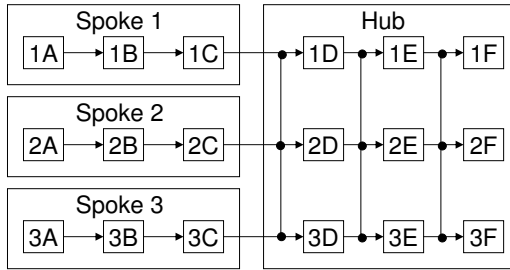 Spoke 1
1A 1B 1C
Spoke 2
2A 2B 2C
Spoke 3
3A 3B 3C
Hub
1D 1E 1F
2D 2E 2F
3D 3E 3F